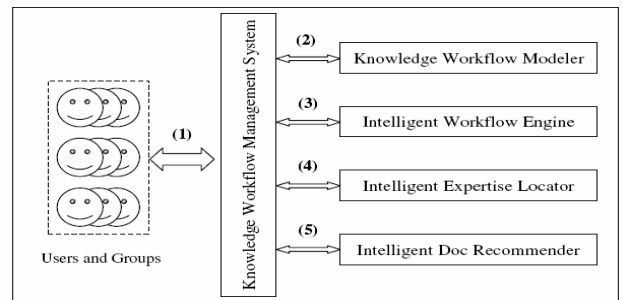 (1)
Users and Groups
Knowledge Workflow Management System
(2)
Knowledge Workflow Modeler
(3)
Intelligent Workflow Engine
(4)
Intelligent Expertise Locator
(5)
Intelligent Doc Recommender